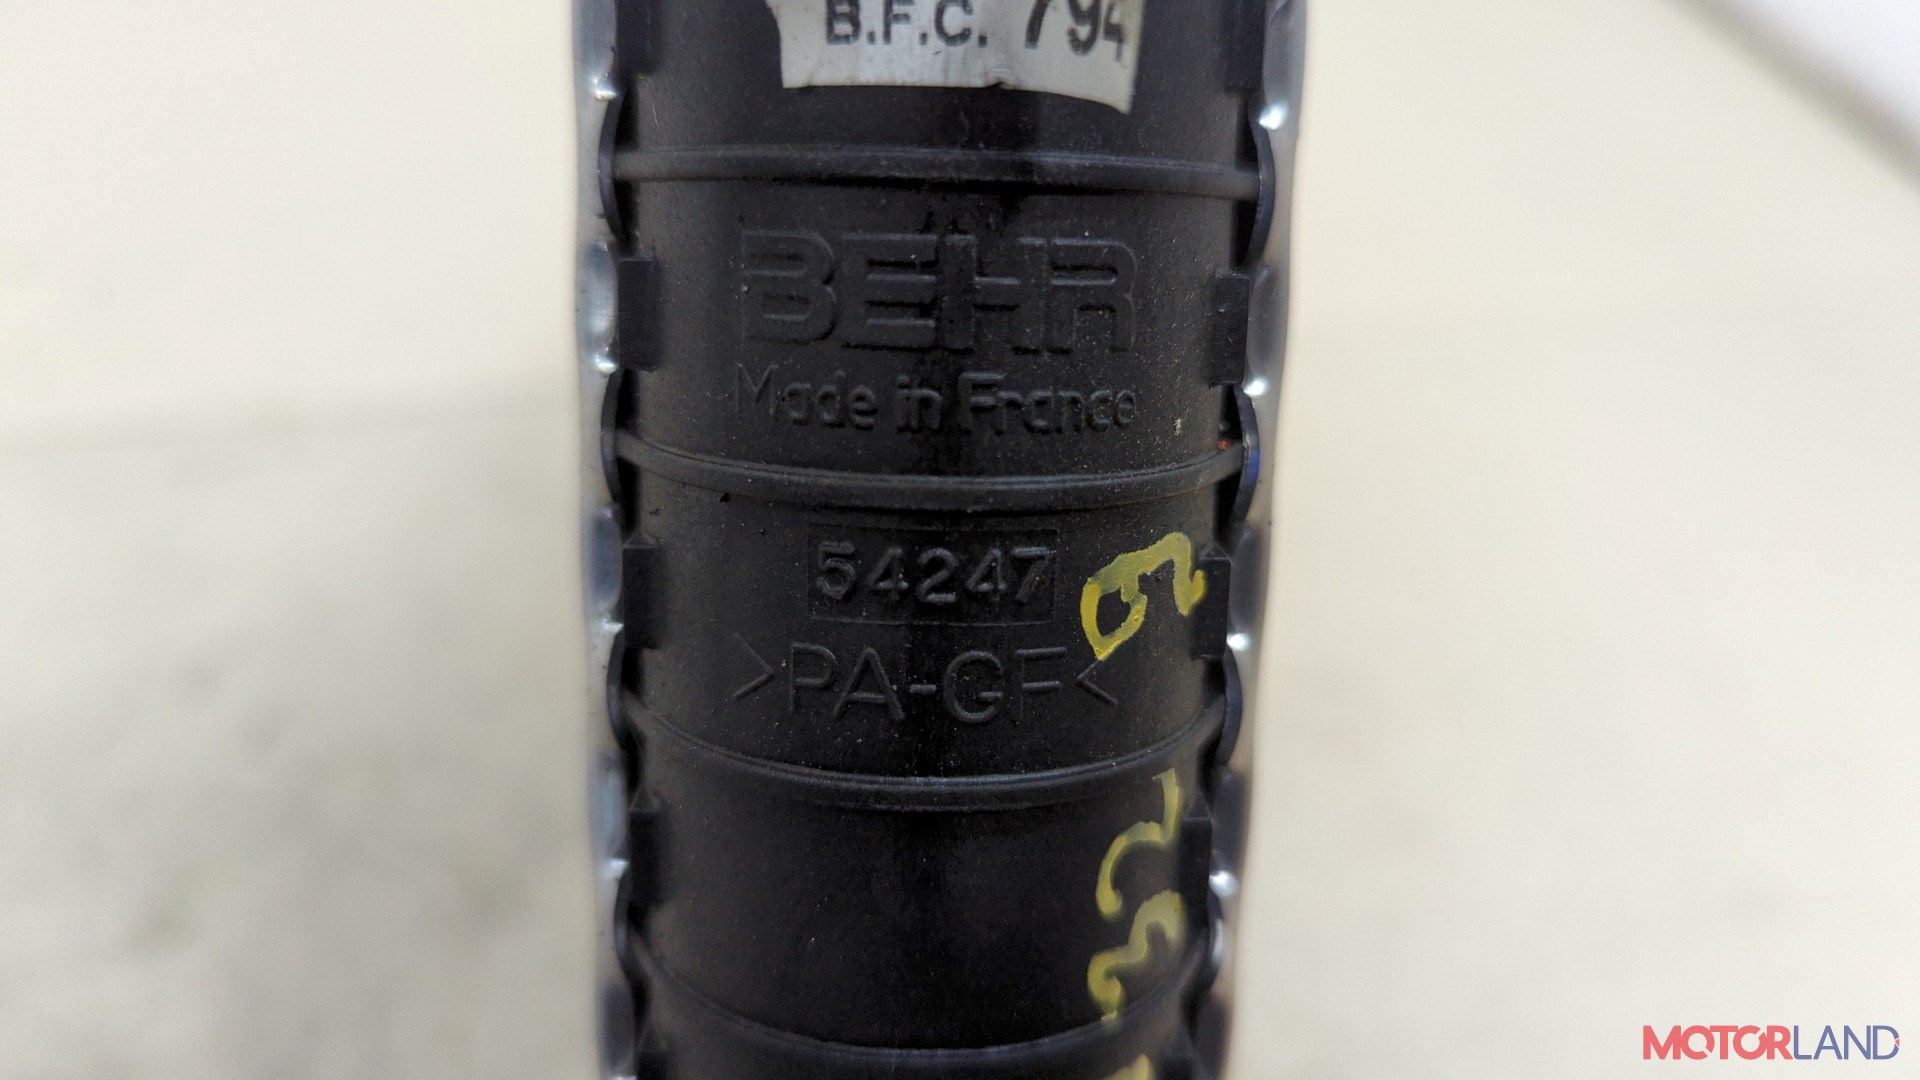 B.F.C. 794
BEHR
Made in France
54247
>PA-GF<
MOTORLAND